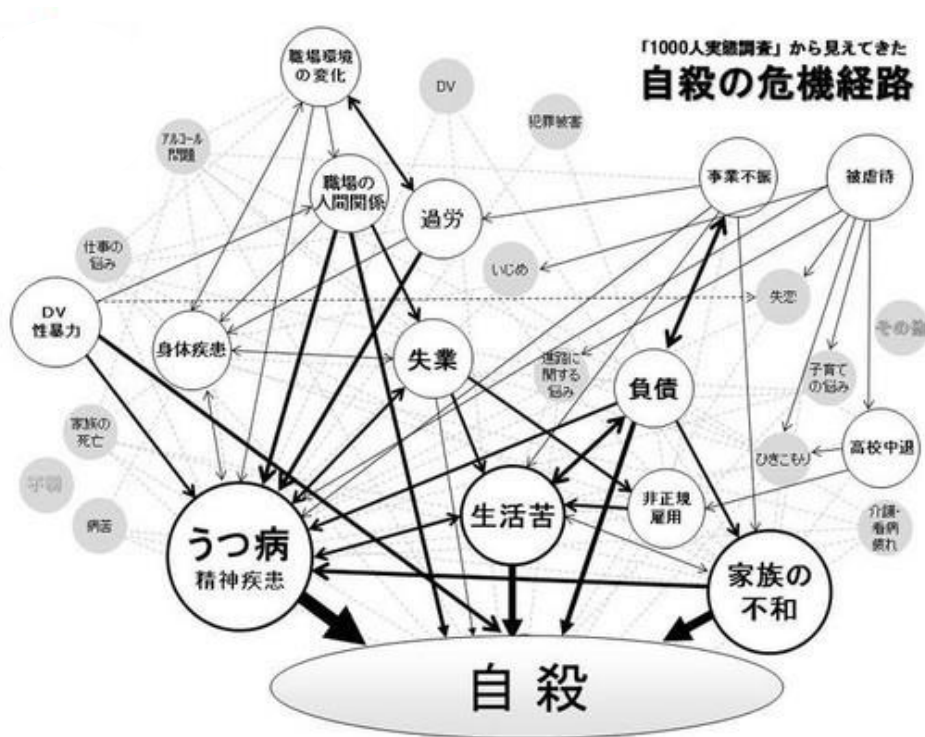 「1000人実態調査」から見えてきた
自殺の危機経路
職場環境
の変化
DV
犯罪被害
アルコール
問題
職場の
人間関係
過労
事業不振
被虐待
仕事の
悩み
いじめ
失恋
DV
性暴力
その他
身体疾患
失業
進路に
関する
悩み
負債
子育て
の悩み
家族の
死亡
高校中退
ひきこもり
不明
病苦
うつ病
精神疾患
生活苦
非正規
雇用
介護・
看病
疲れ
家族の
不和
自殺